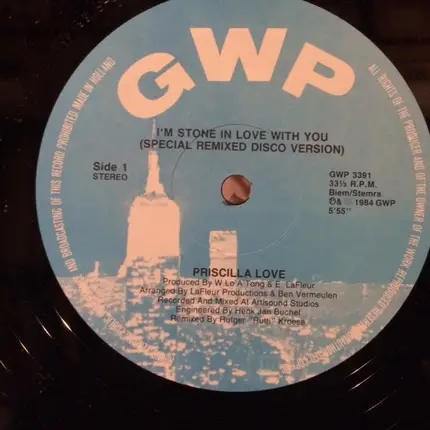 GWP
I'M STONE IN LOVE WITH YOU
(SPECIAL REMIXED DISCO VERSION)
Side 1
STEREO
GWP 3391
33⅓ R.P.M.
Biem/Stemra
Ⓟ& 1984 GWP
5'55"
PRISCILLA LOVE
Produced By W Lo A Tong & E. LaFleur
Arranged By LaFleur Productions & Ben Vermeulen
Recorded And Mixed At Artisound Studios
Engineered By Henk Jan Buchel
Remixed By Rutger "Ruth" Kroese
AND BROADCASTING OF THIS RECORD PROHIBITED. MADE IN HOLLAND
ALL RIGHTS OF THE PRODUCER AND OF THE OWNER OF THE WORK